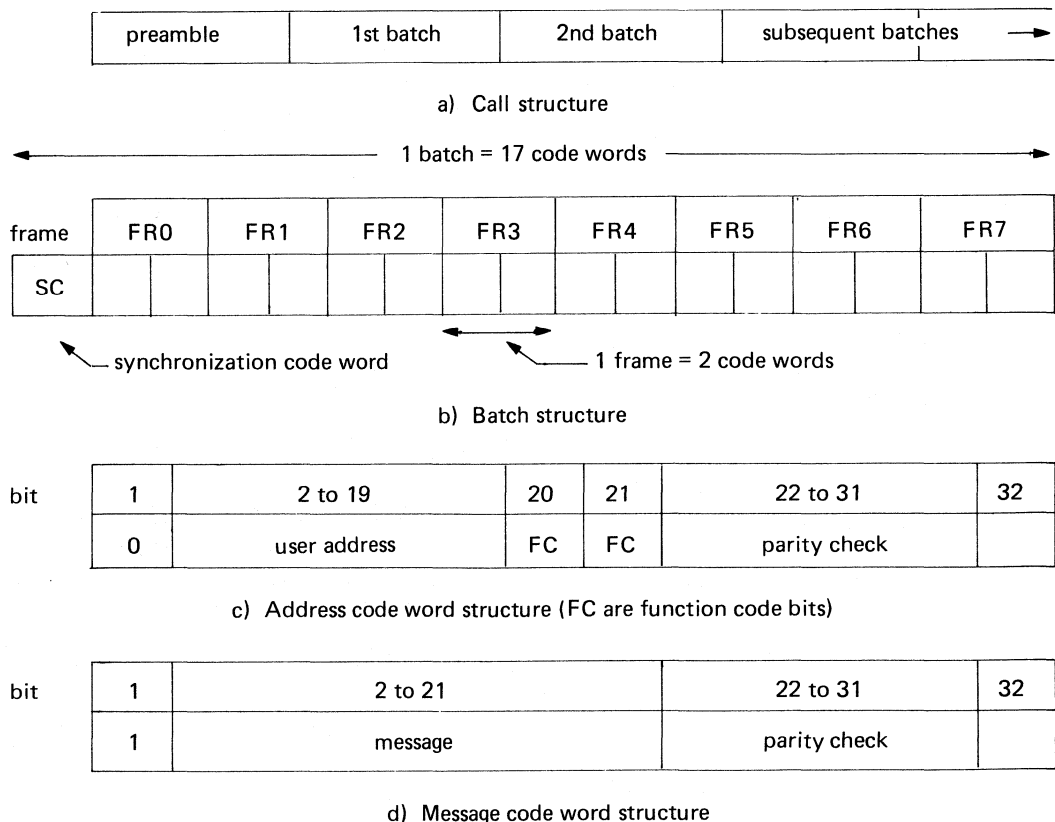 preamble 1st batch 2nd batch subsequent batches
a) Call structure
1 batch = 17 code words
frame FR0 FR1 FR2 FR3 FR4 FR5 FR6 FR7
SC
synchronization code word 1 frame = 2 code words
b) Batch structure
bit 1 2 to 19 20 21 22 to 31 32
0 user address FC FC parity check
c) Address code word structure (FC are function code bits)
bit 1 2 to 21 22 to 31 32
1 message parity check
d) Message code word structure